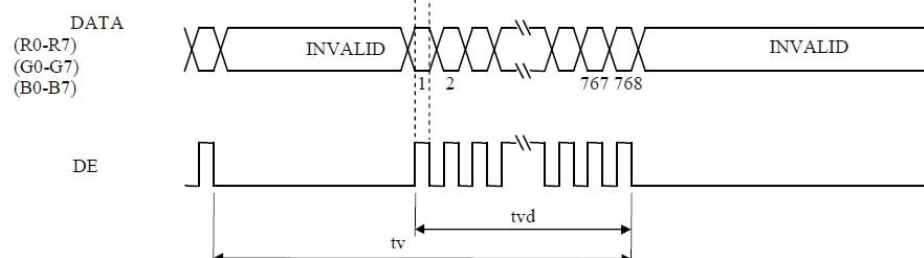 DATA
(R0-R7)
(G0-G7)
(B0-B7)
INVALID
INVALID
1 2 767 768
DE
tvd
tv